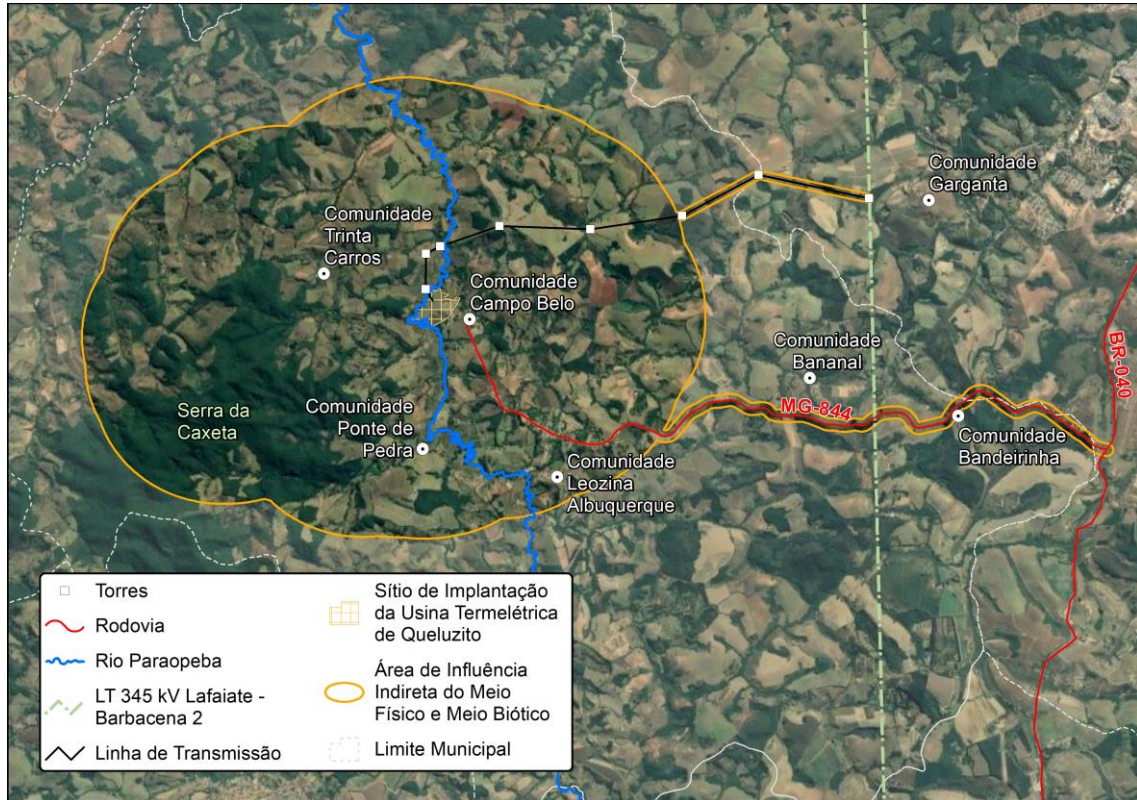 Comunidade
Garganta
Comunidade
Trinta
Carros
Comunidade
Campo Belo
Comunidade
Bananal
BR-040
MG-844
Serra da
Caxeta
Comunidade
Ponte de
Pedra
Comunidade
Bandeirinha
Comunidade
Leozina
Albuquerque
Torres
Rodovia
Rio Paraopeba
LT 345 kV Lafaiate -
Barbacena 2
Linha de Transmissão
Sítio de Implantação
da Usina Termelétrica
de Queluzito
Área de Influência
Indireta do Meio
Físico e Meio Biótico
Limite Municipal